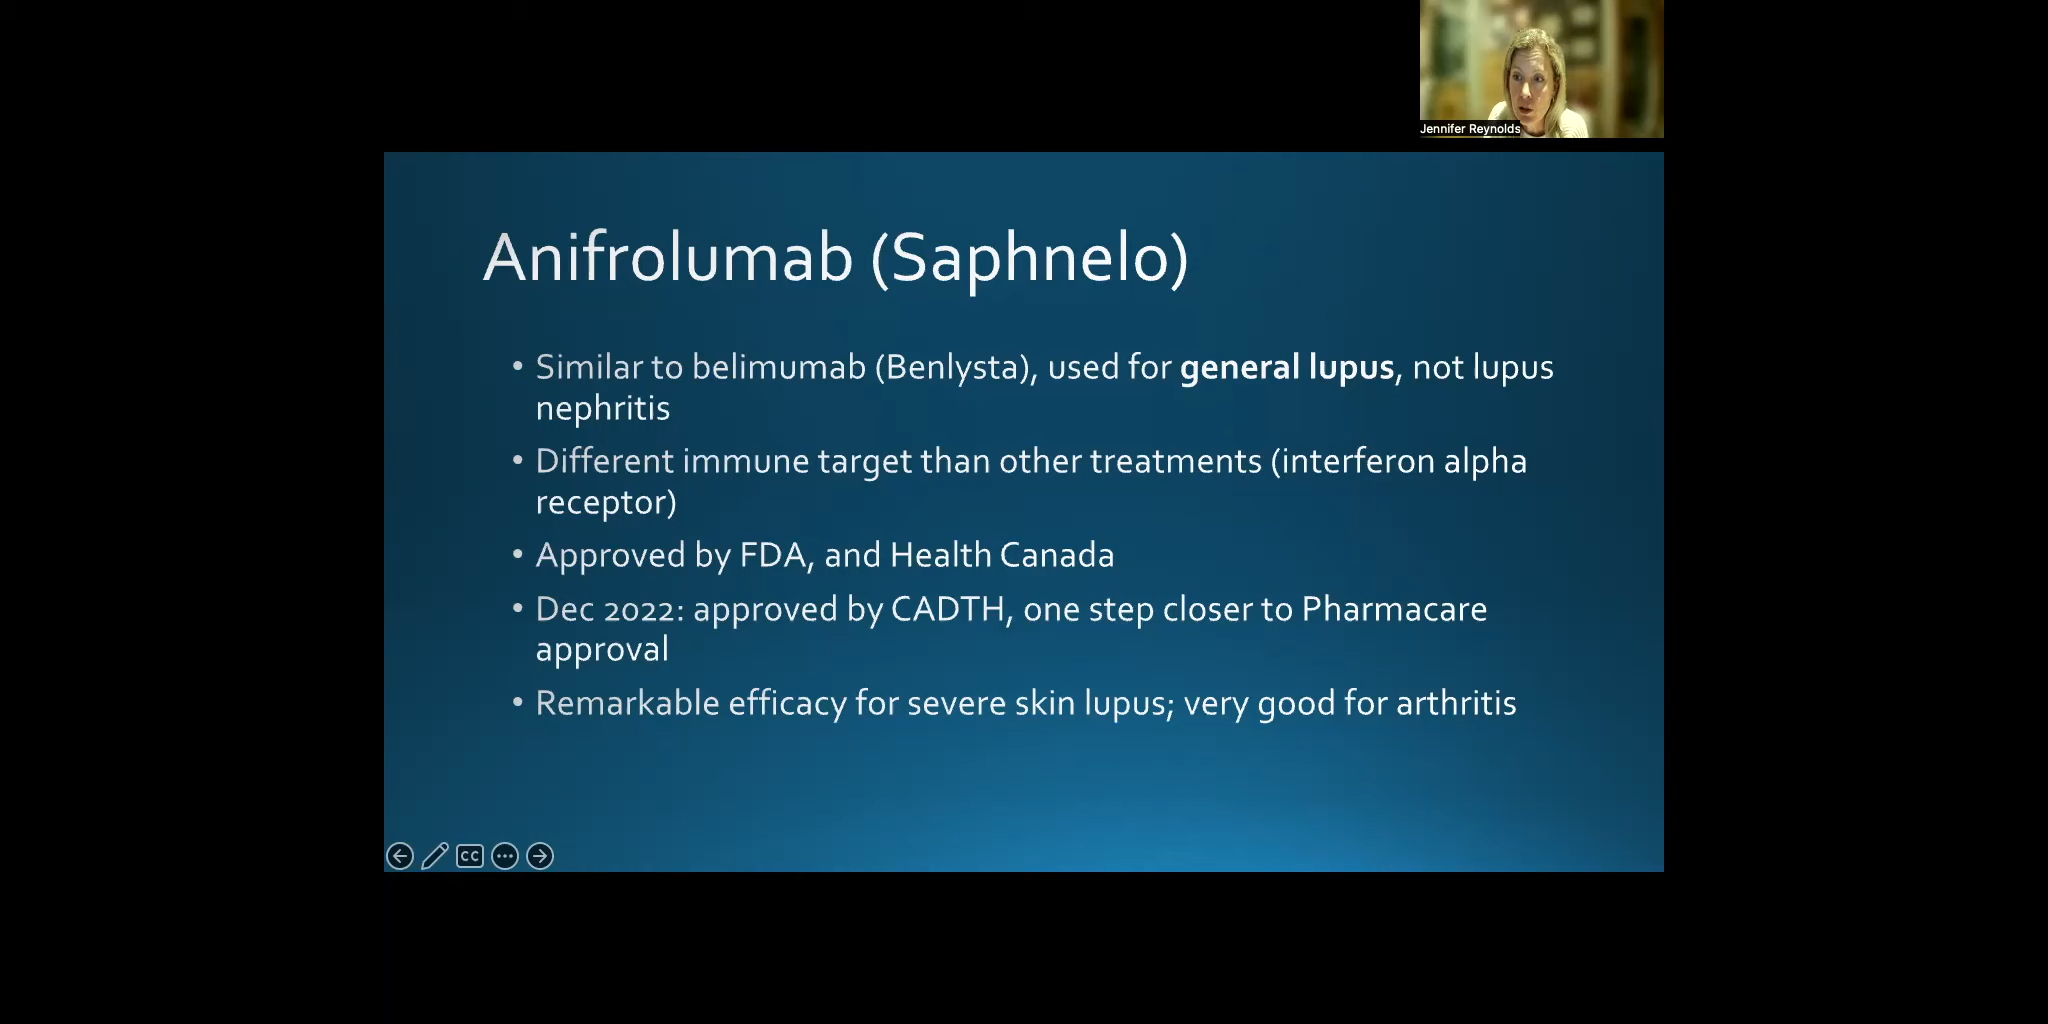 Jennifer Reynolds
Anifrolumab (Saphnelo)
• Similar to belimumab (Benlysta), used for general lupus, not lupus
nephritis
• Different immune target than other treatments (interferon alpha
receptor)
• Approved by FDA, and Health Canada
• Dec 2022: approved by CADTH, one step closer to Pharmacare
approval
• Remarkable efficacy for severe skin lupus; very good for arthritis
CC